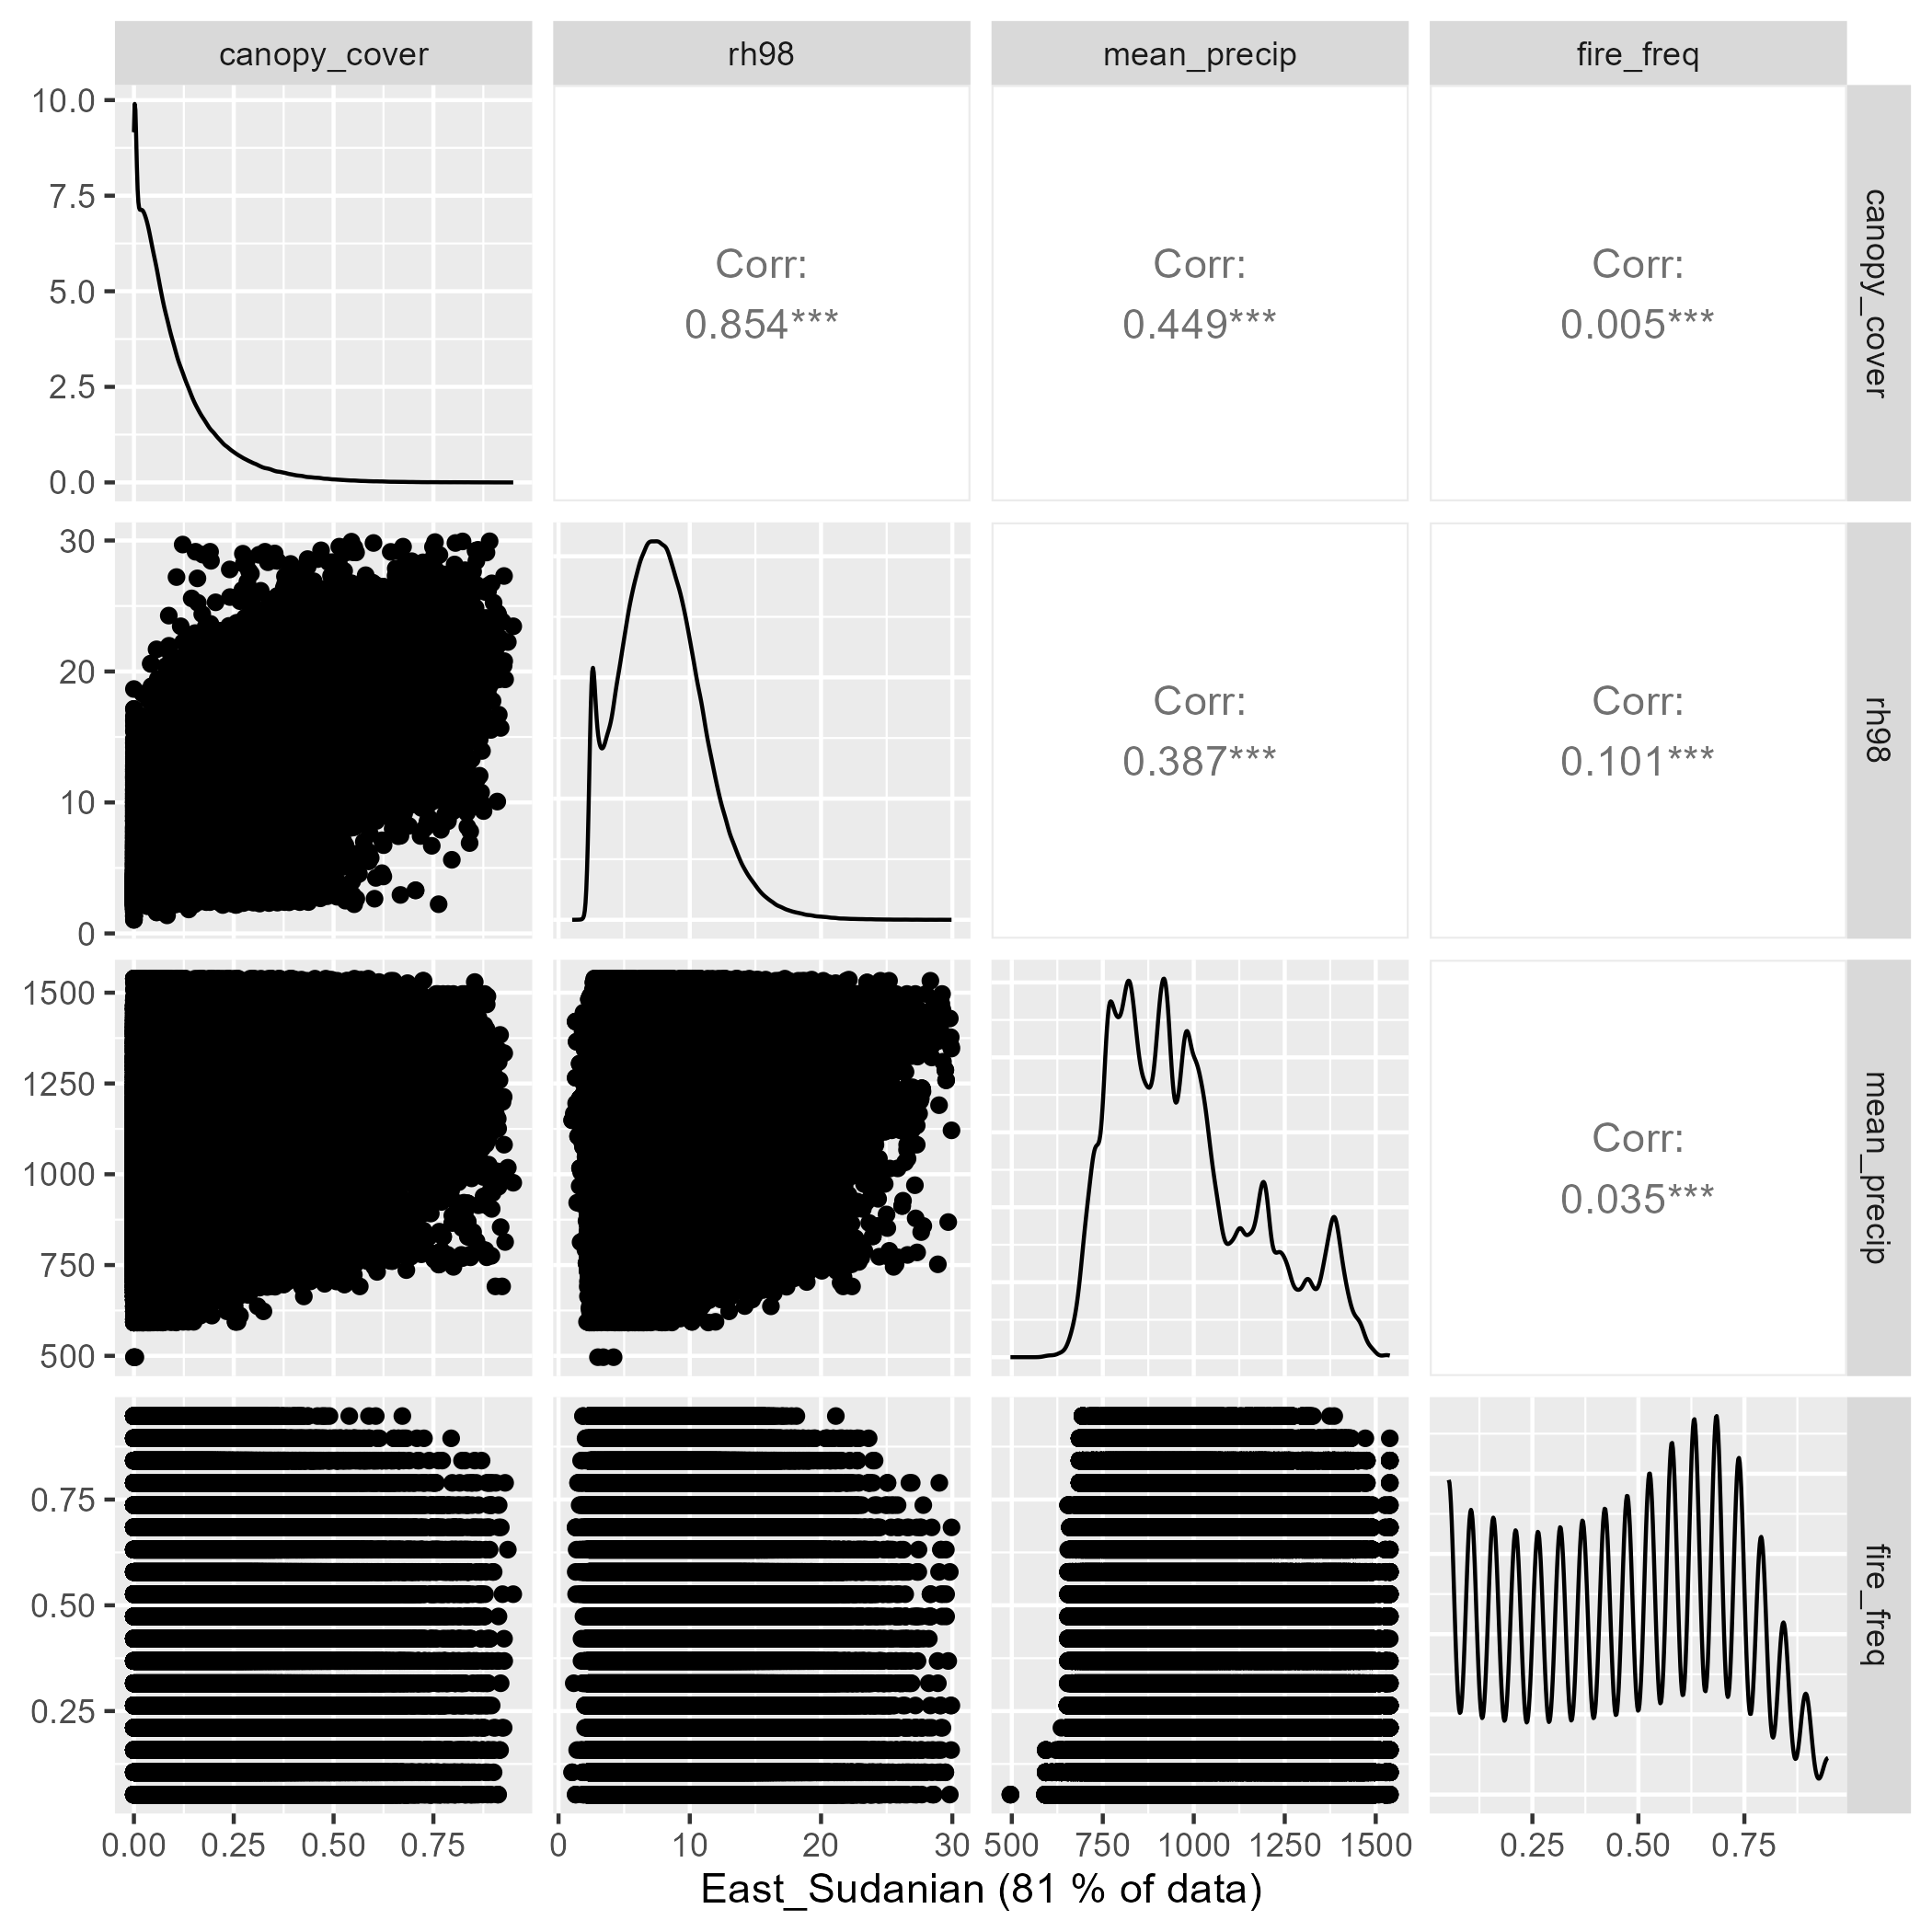 canopy_cover rh98 mean_precip fire_freq
10.0
7.5
5.0
2.5
0.0
Corr:
0.854***
Corr:
0.449***
Corr:
0.005***
canopy_cover
30
20
10
0
Corr:
0.387***
Corr:
0.101***
rh98
1500
1250
1000
750
500
Corr:
0.035***
mean_precip
0.75
0.50
0.25
fire_freq
0.00 0.25 0.50 0.75
0 10 20 30
500 750 1000 1250 1500
0.25 0.50 0.75
East_Sudanian (81 % of data)